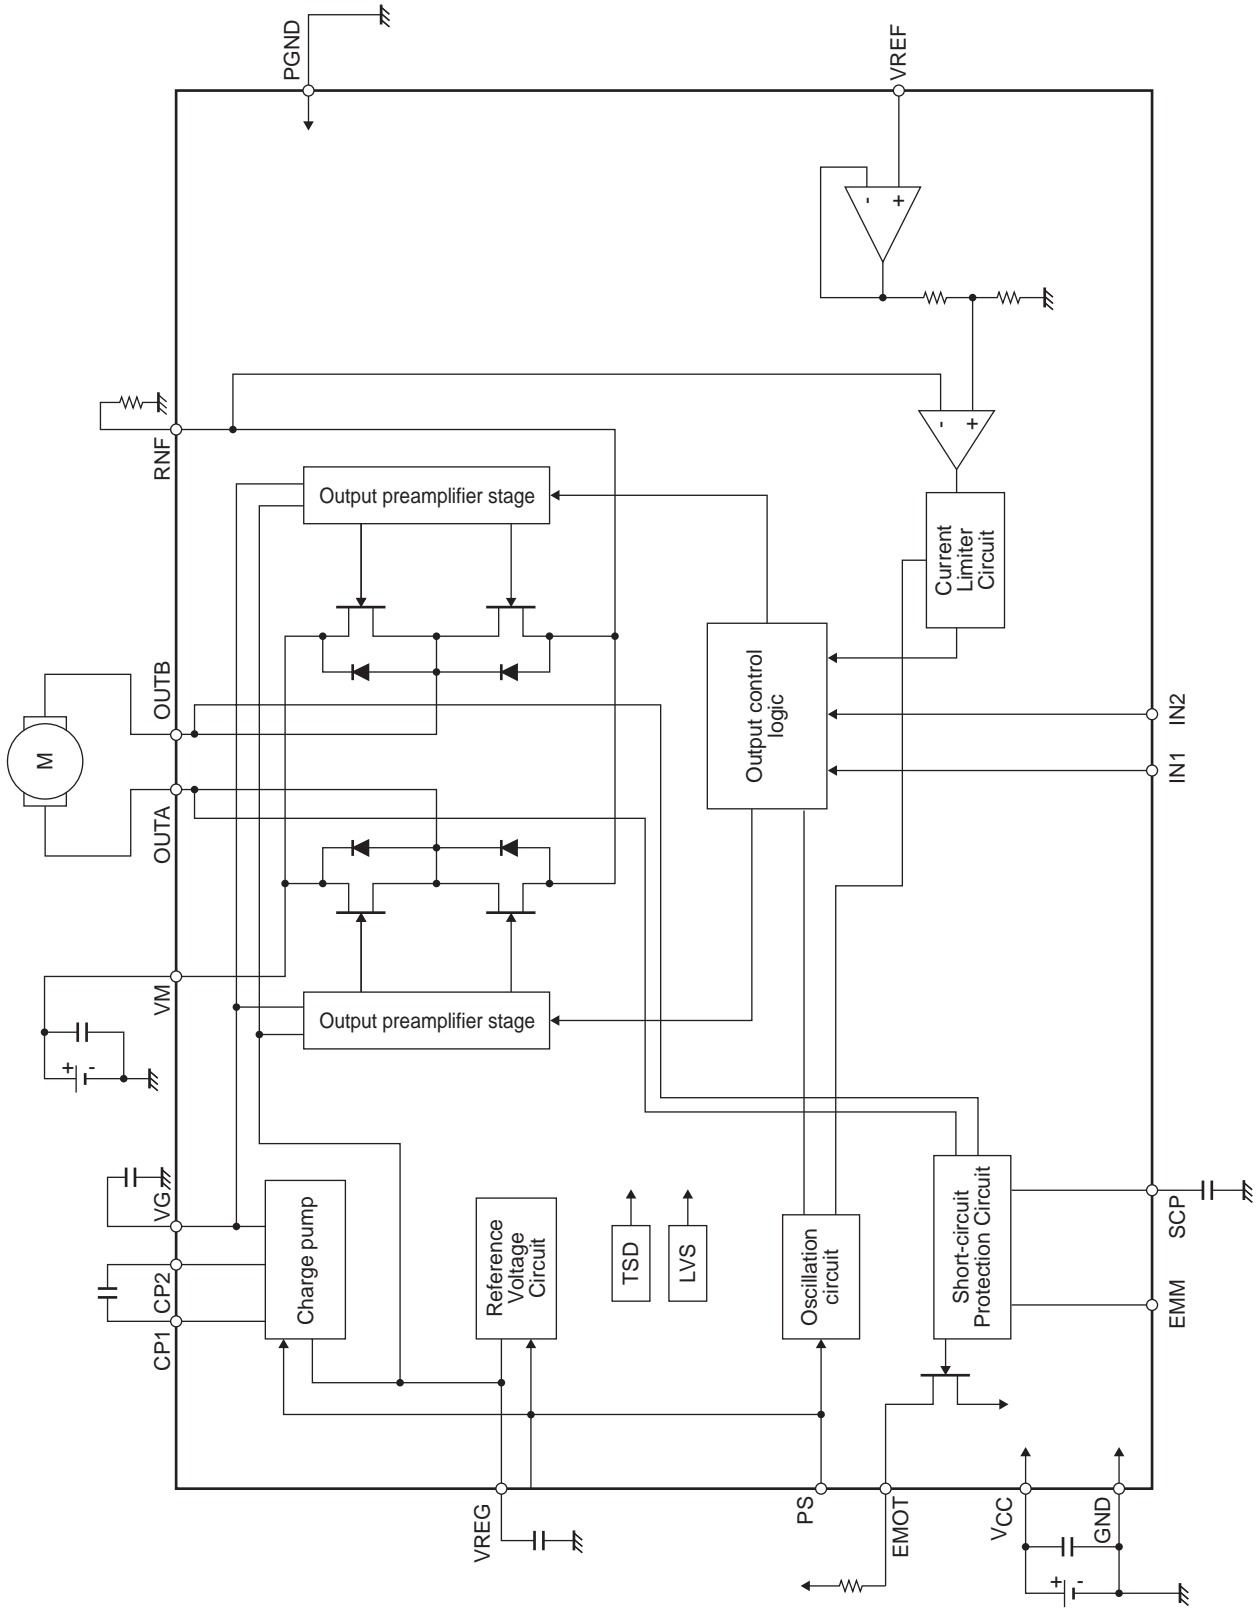 PGND
VREF
-
+
RNF
-
+
Output preamplifier stage
Current
Limiter
Circuit
OUTB
M
Output control
logic
IN2
IN1
OUTA
VM
Output preamplifier stage
+
-
VG
CP2
CP1
Charge pump
Reference
Voltage
Circuit
TSD
LVS
Oscillation
circuit
Short-circuit
Protection Circuit
SCP
EMM
VREG
PS
EMOT
VCC
GND
+
-